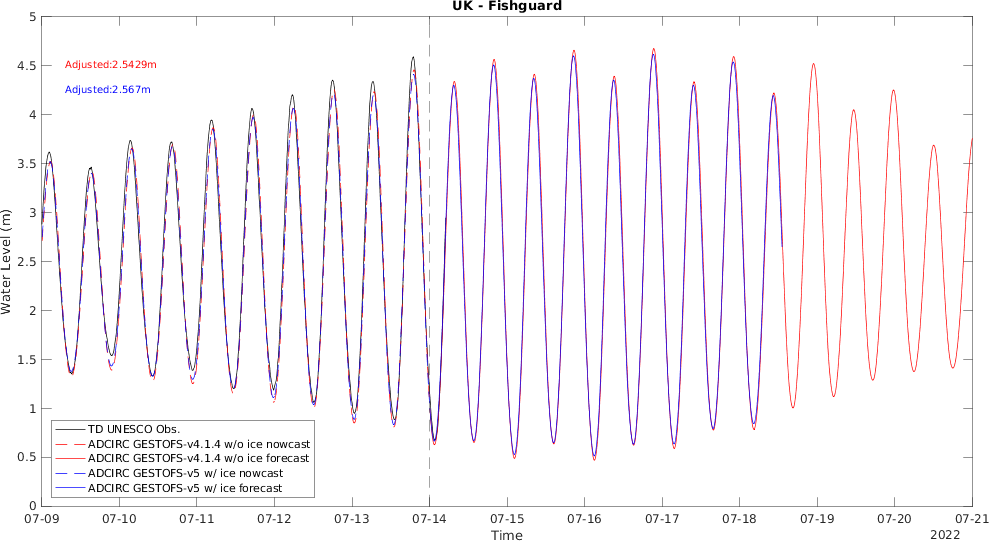 UK - Fishguard
Adjusted:2.5429m
Adjusted:2.567m
Water Level (m)
5
4.5
4
3.5
3
2.5
2
1.5
1
0.5
0
TD UNESCO Obs.
ADCIRC GESTOFS-v4.1.4 w/o ice nowcast
ADCIRC GESTOFS-v4.1.4 w/o ice forecast
ADCIRC GESTOFS-v5 w/ ice nowcast
ADCIRC GESTOFS-v5 w/ ice forecast
07-09 07-10 07-11 07-12 07-13 07-14 07-15 07-16 07-17 07-18 07-19 07-20 07-21
Time
2022